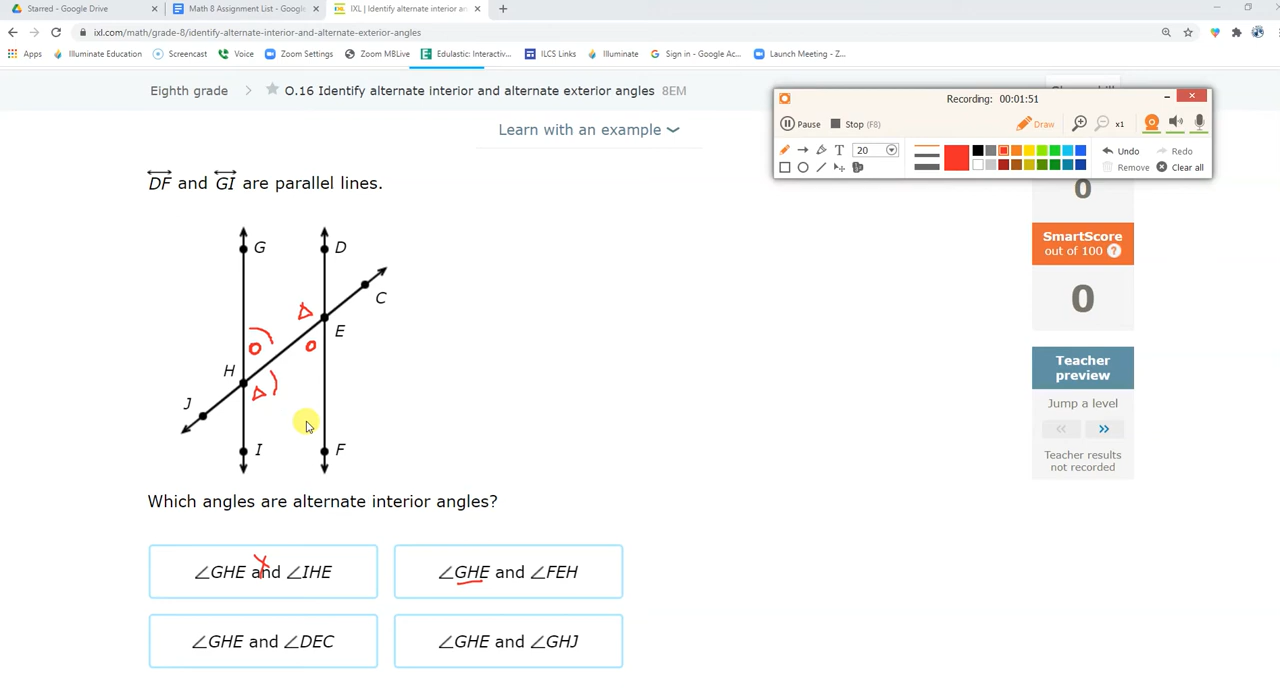 Starred - Google Drive
Math 8 Assignment List - Google
IXL | Identify alternate interior an
ixl.com/math/grade-8/identify-alternate-interior-and-alternate-exterior-angles
Apps Illuminate Education Screencast Voice Zoom Settings Zoom MBLive Edulastic: Interactiv... ILCS Links Illuminate Sign in - Google Ac... Launch Meeting - Z...
Eighth grade > O.16 Identify alternate interior and alternate exterior angles 8EM
Recording: 00:01:51
Pause Stop (F8) Draw x1
T 20 Undo Redo
Remove Clear all
Learn with an example
DF and GI are parallel lines.
G D
C
E
H
J
I F
0
SmartScore
out of 100 ?
0
Teacher
preview
Jump a level
<< >>
Teacher results
not recorded
Which angles are alternate interior angles?
∠GHE and ∠IHE
∠GHE and ∠FEH
∠GHE and ∠DEC
∠GHE and ∠GHJ